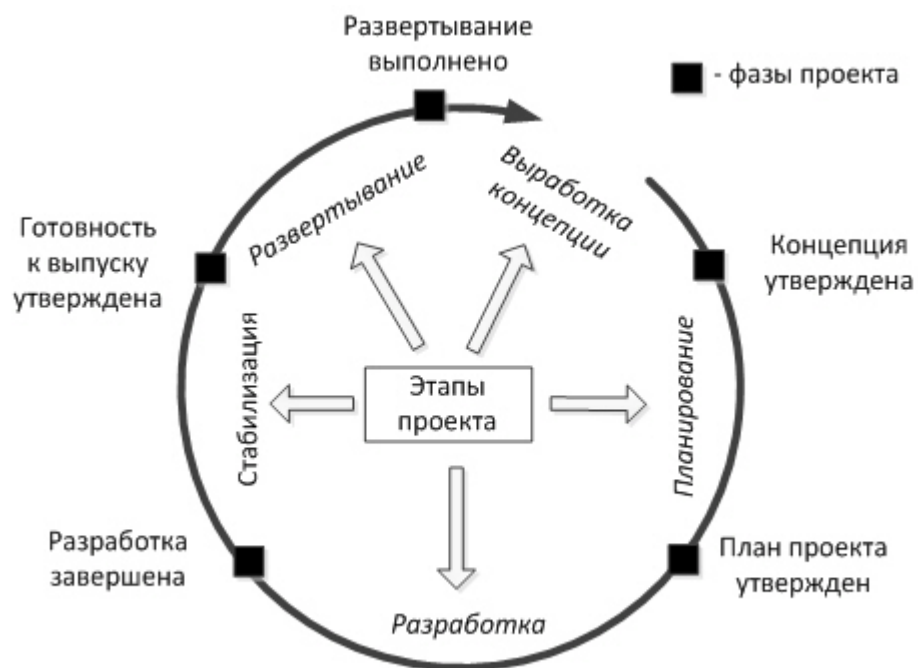 Развертывание
выполнено
- фазы проекта
Выработка
концепции
Развертывание
Готовность
к выпуску
утверждена
Концепция
утверждена
Стабилизация
Этапы
проекта
Планирование
Разработка
завершена
План проекта
утвержден
Разработка